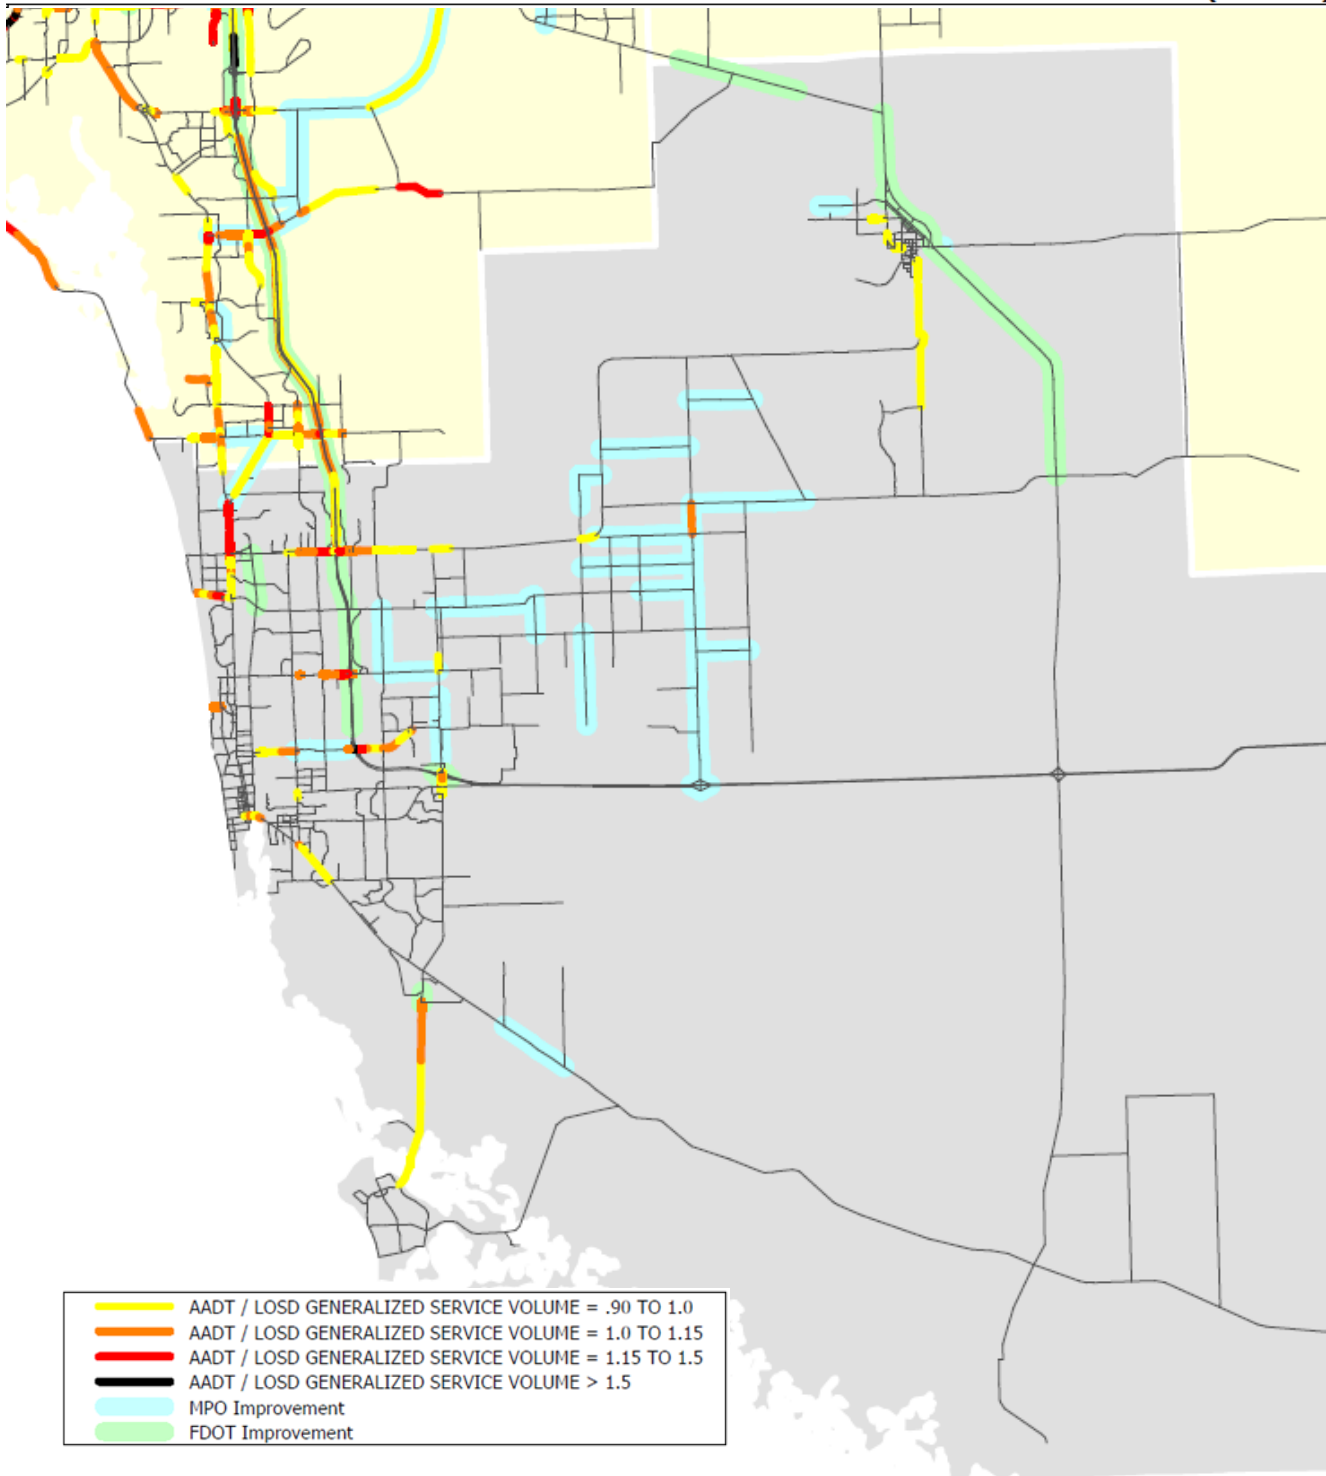 AADT / LOSD GENERALIZED SERVICE VOLUME = .90 TO 1.0
AADT / LOSD GENERALIZED SERVICE VOLUME = 1.0 TO 1.15
AADT / LOSD GENERALIZED SERVICE VOLUME = 1.15 TO 1.5
AADT / LOSD GENERALIZED SERVICE VOLUME > 1.5
MPO Improvement
FDOT Improvement